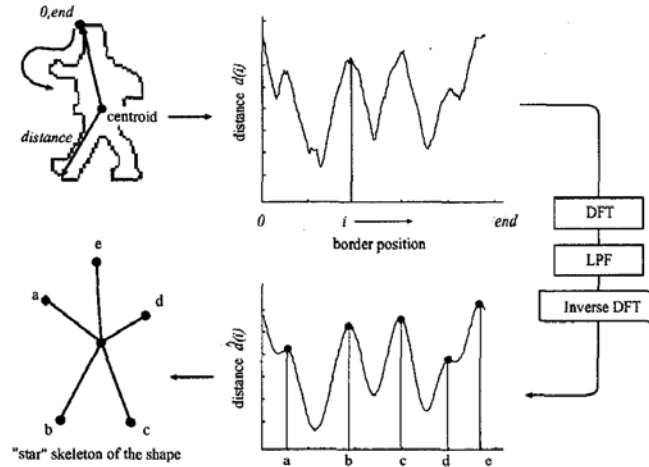 0,end
centroid
distance
distance d(i)
0 i end
border position
DFT
LPF
Inverse DFT
e
a
d
b
c
"star" skeleton of the shape
distance d̂(i)
a b c d e